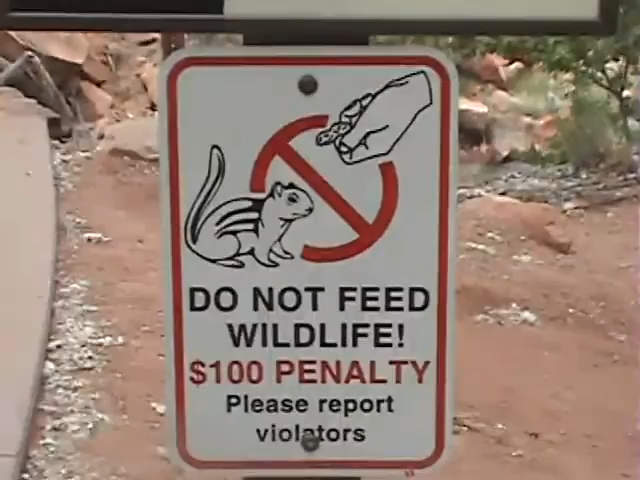 DO NOT FEED
WILDLIFE!
$100 PENALTY
Please report
violators